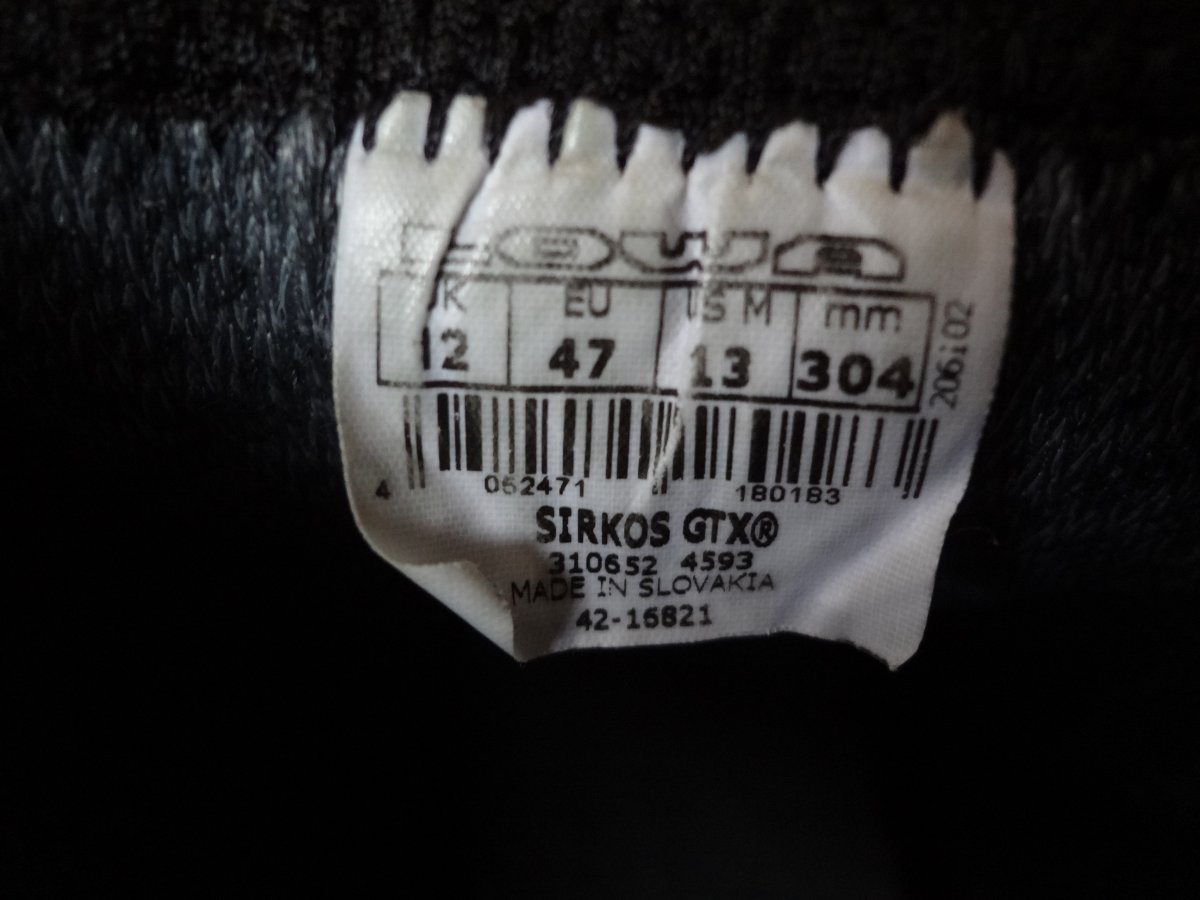 LOWA
UK EU US M mm
12 47 13 304
206i02
4 052471 180183
SIRKOS GTX®
310652 4593
MADE IN SLOVAKIA
42-16821